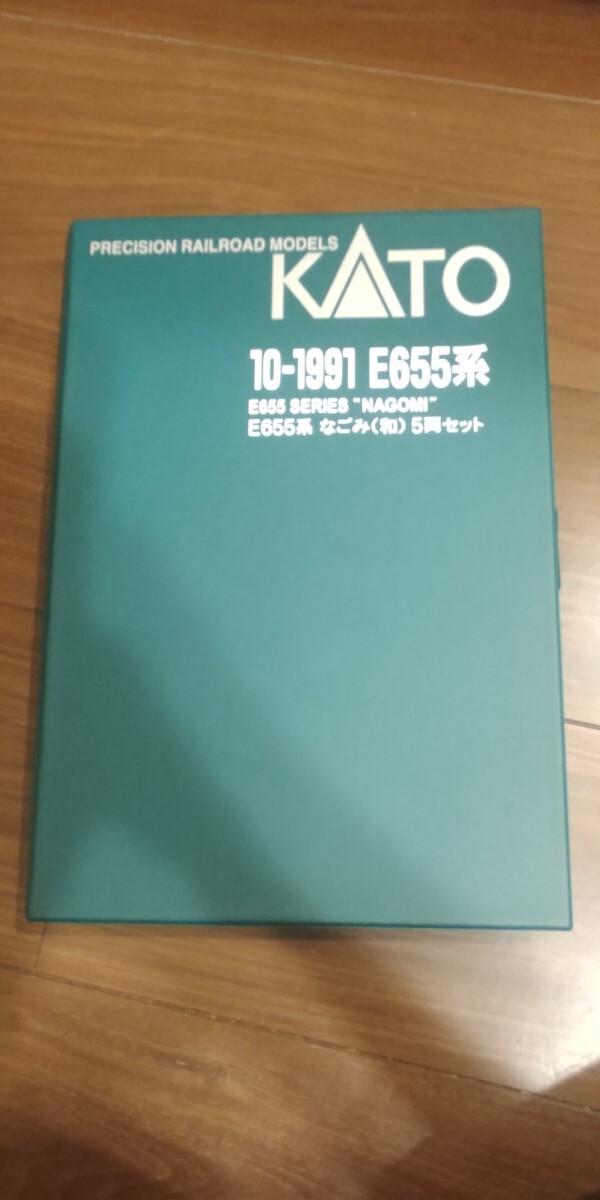 PRECISION RAILROAD MODELS
KATO
10-1991 E655系
E655 SERIES "NAGOMI"
E655系 なごみ(和) 5両セット